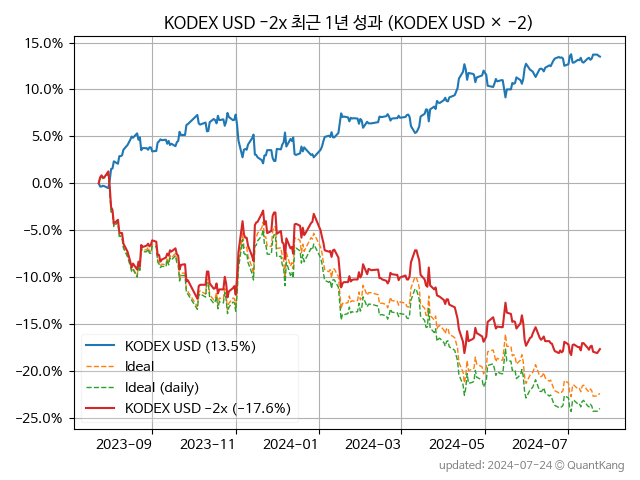 KODEX USD −2x 최근 1년 성과 (KODEX USD × −2)
15.0%
10.0%
5.0%
0.0%
−5.0%
−10.0%
−15.0%
−20.0%
−25.0%
KODEX USD (13.5%)
Ideal
Ideal (daily)
KODEX USD −2x (−17.6%)
2023−09
2023−11
2024−01
2024−03
2024−05
2024−07
updated: 2024-07-24 © QuantKang